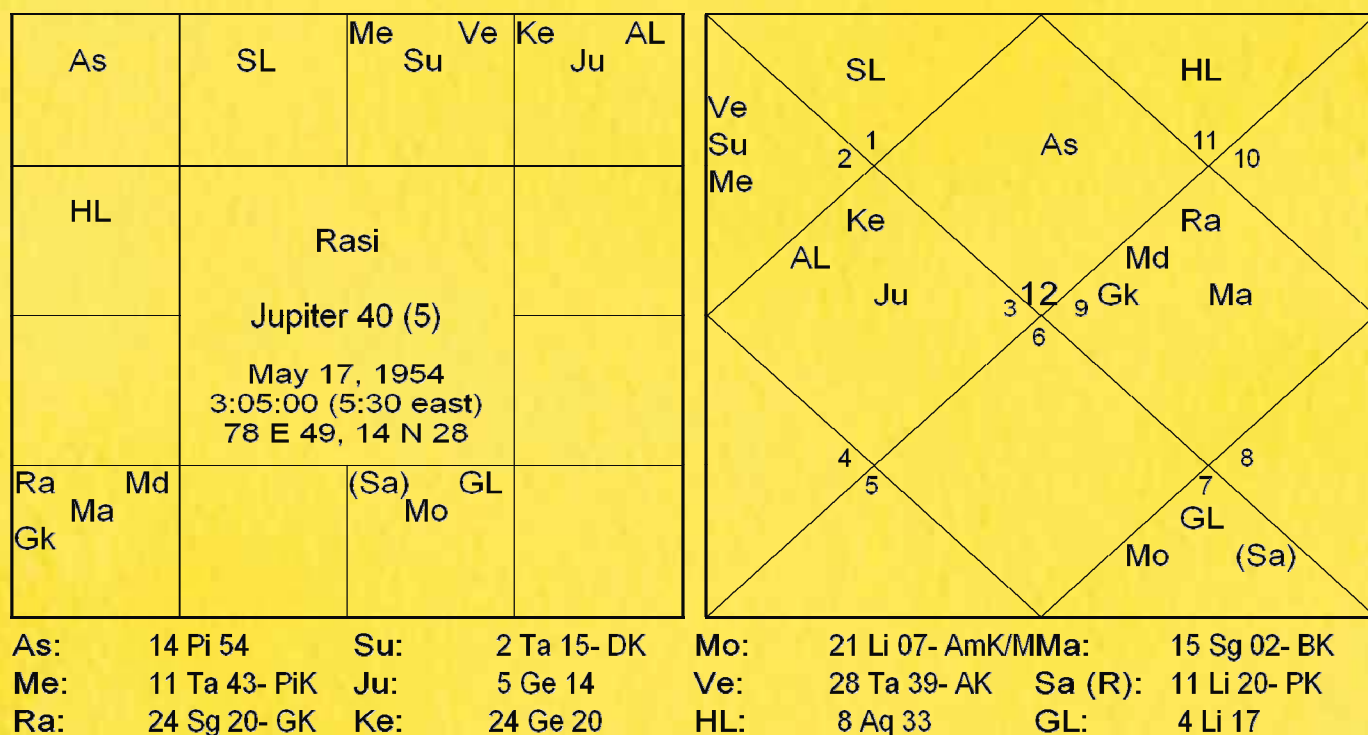 As SL Me Ve Ke AL
Su Ju
HL
Rasi
Jupiter 40 (5)
May 17, 1954
3:05:00 (5:30 east)
78 E 49, 14 N 28
Ra Md (Sa) GL
Ma Mo
Gk
SL HL
Ve
Su
Me
1 As 11
2 10
Ke Ra
AL Md
Ju 3 12 9 Gk Ma
6
4 8
5 7
GL
Mo (Sa)
As: 14 Pi 54 Su: 2 Ta 15- DK Mo: 21 Li 07- AmK/MMa: 15 Sg 02- BK
Me: 11 Ta 43- PiK Ju: 5 Ge 14 Ve: 28 Ta 39- AK Sa (R): 11 Li 20- PK
Ra: 24 Sg 20- GK Ke: 24 Ge 20 HL: 8 Aq 33 GL: 4 Li 17